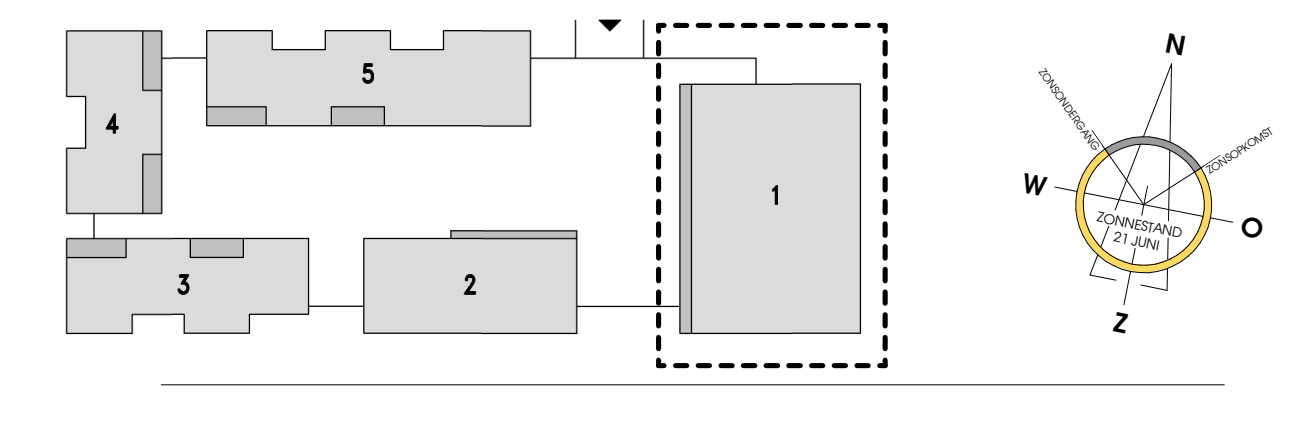 N
5
4
1
ZONSONDERGANG
ZONSOPKOMST
W
O
ZONNESTAND
21 JUNI
3
2
Z